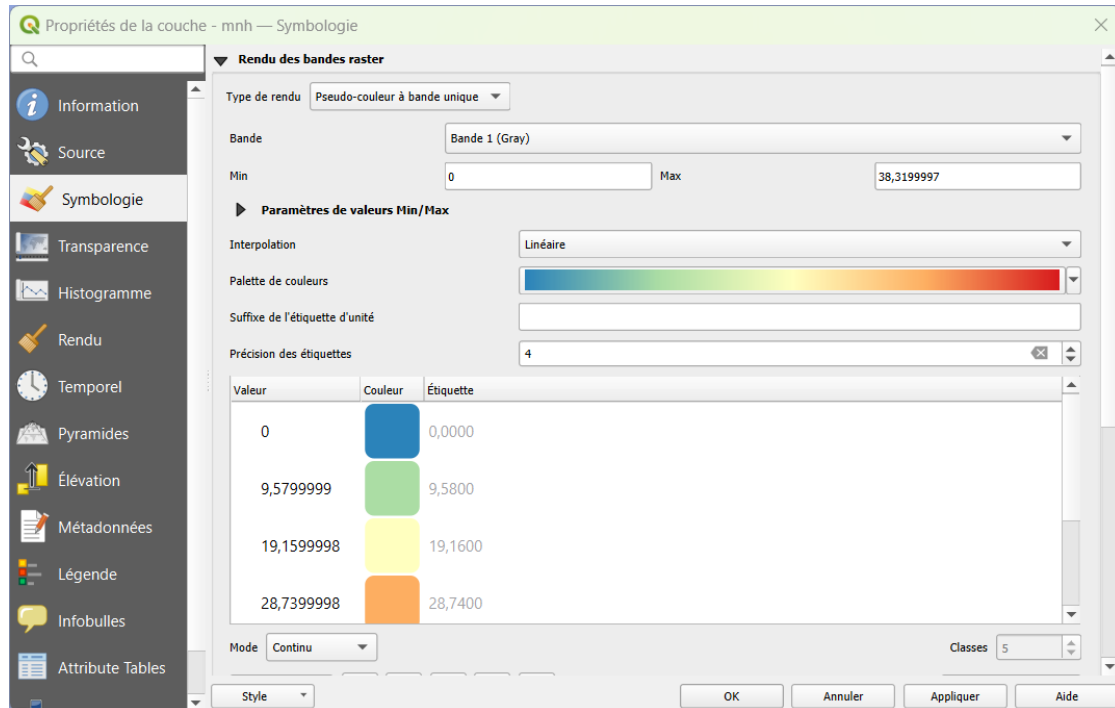 Propriétés de la couche - mnh — Symbologie
Information
Source
Symbologie
Transparence
Histogramme
Rendu
Temporel
Pyramides
Élévation
Métadonnées
Légende
Infobulles
Attribute Tables
Rendu des bandes raster
Type de rendu Pseudo-couleur à bande unique
Bande Bande 1 (Gray)
Min 0 Max 38,3199997
Paramètres de valeurs Min/Max
Interpolation Linéaire
Palette de couleurs
Suffixe de l'étiquette d'unité
Précision des étiquettes 4
Valeur Couleur Étiquette
0 0,0000
9,5799999 9,5800
19,1599998 19,1600
28,7399998 28,7400
Mode Continu Classes 5
Style OK Annuler Appliquer Aide